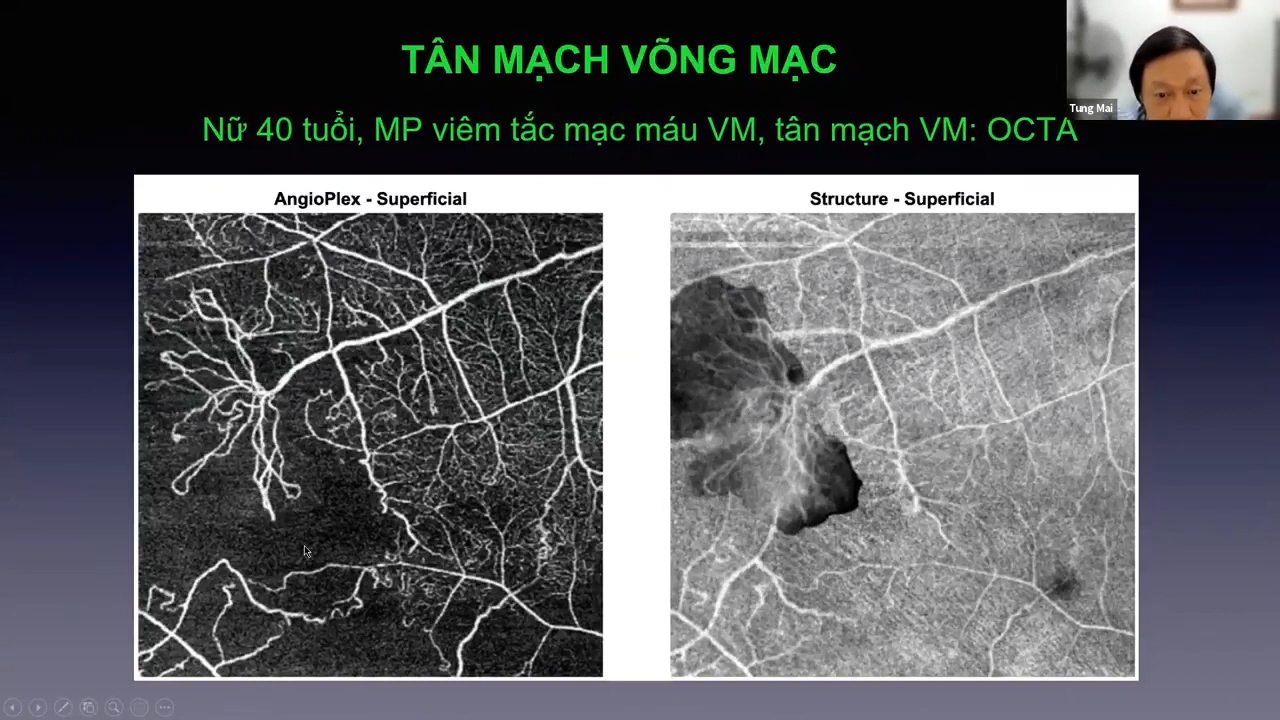 TÂN MẠCH VÕNG MẠC
Tung Mai
Nữ 40 tuổi, MP viêm tắc mạc máu VM, tân mạch VM: OCTA
AngioPlex - Superficial
Structure - Superficial